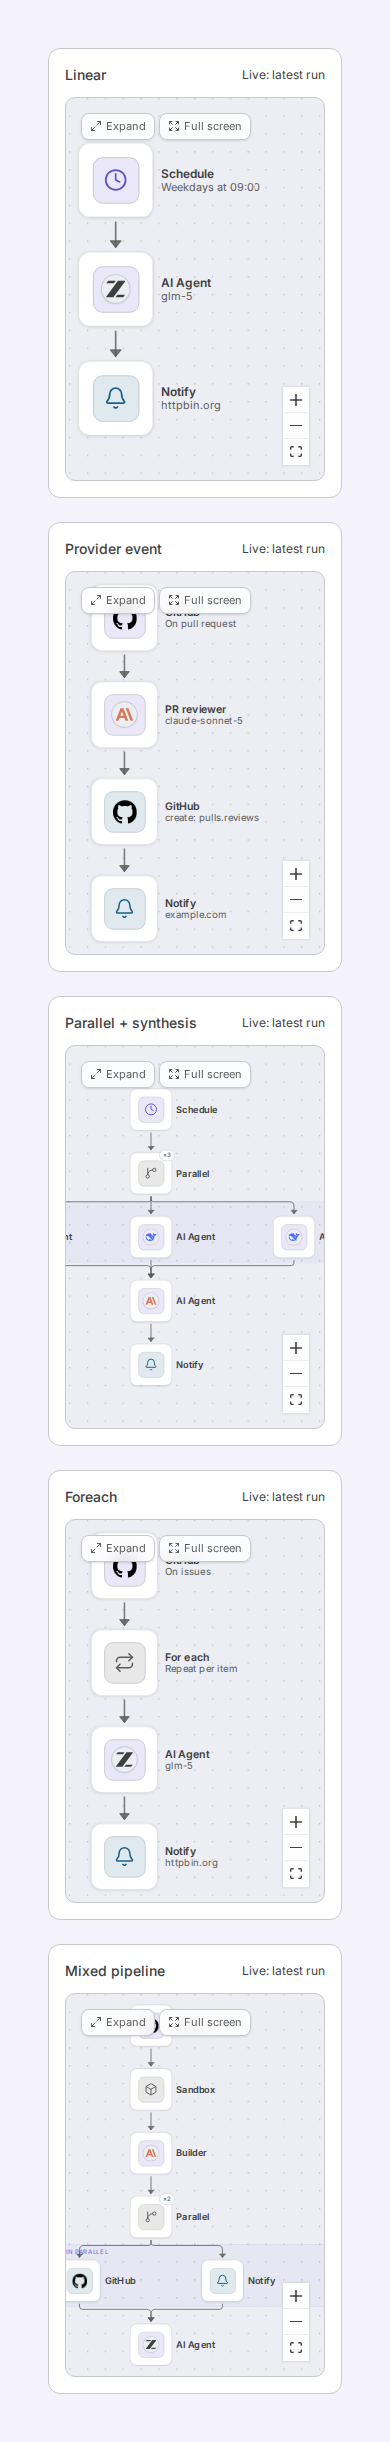 Linear
Live: latest run
Expand
Full screen
Schedule
Weekdays at 09:00
AI Agent
glm-5
Notify
httpbin.org
Provider event
Live: latest run
Expand
Full screen
On pull request
PR reviewer
claude-sonnet-5
GitHub
create: pulls.reviews
Notify
example.com
Parallel + synthesis
Live: latest run
Expand
Full screen
Schedule
×3
Parallel
nt
AI Agent
A
AI Agent
Notify
Foreach
Live: latest run
Expand
Full screen
On issues
For each
Repeat per item
AI Agent
glm-5
Notify
httpbin.org
Mixed pipeline
Live: latest run
Expand
Full screen
Sandbox
Builder
×2
Parallel
IN PARALLEL
GitHub
Notify
AI Agent